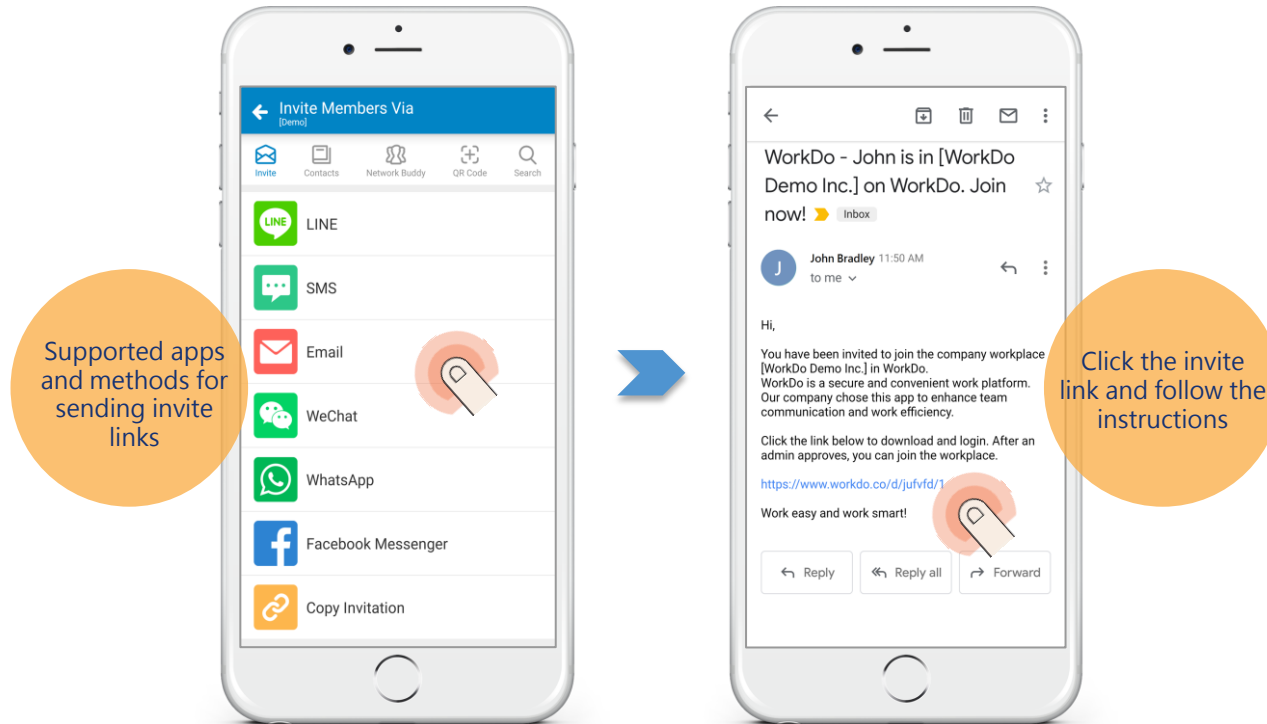 Invite Members Via
[Demo]
Invite
Contacts
Network Buddy
QR Code
Search
LINE
LINE
SMS
Email
WeChat
WhatsApp
Facebook Messenger
Copy Invitation
Supported apps
and methods for
sending invite
links
WorkDo - John is in [WorkDo
Demo Inc.] on WorkDo. Join
now!
Inbox
J
John Bradley 11:50 AM
to me
Hi,
You have been invited to join the company workplace
[WorkDo Demo Inc.] in WorkDo.
WorkDo is a secure and convenient work platform.
Our company chose this app to enhance team
communication and work efficiency.
Click the link below to download and login. After an
admin approves, you can join the workplace.
https://www.workdo.co/d/jufvfd/1
Work easy and work smart!
Reply
Reply all
Forward
Click the invite
link and follow the
instructions